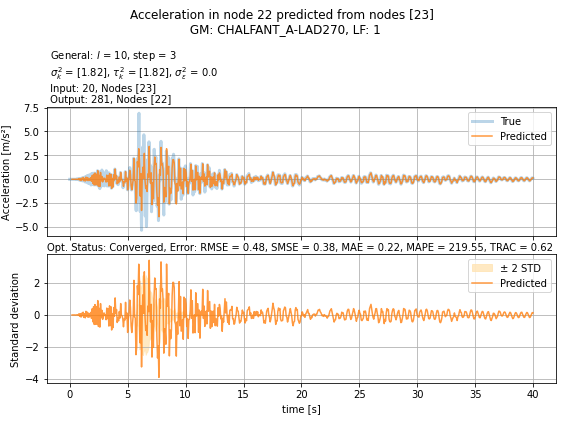 Acceleration in node 22 predicted from nodes [23]
GM: CHALFANT_A-LAD270, LF: 1
General: l = 10, step = 3
σ²ₖ = [1.82], τ²ₖ = [1.82], σ²ε = 0.0
Input: 20, Nodes [23]
Output: 281, Nodes [22]
7.5
5.0
2.5
0.0
−2.5
−5.0
Acceleration [m/s²]
True
Predicted
Opt. Status: Converged, Error: RMSE = 0.48, SMSE = 0.38, MAE = 0.22, MAPE = 219.55, TRAC = 0.62
2
0
−2
−4
Standard deviation
± 2 STD
Predicted
0 5 10 15 20 25 30 35 40
time [s]